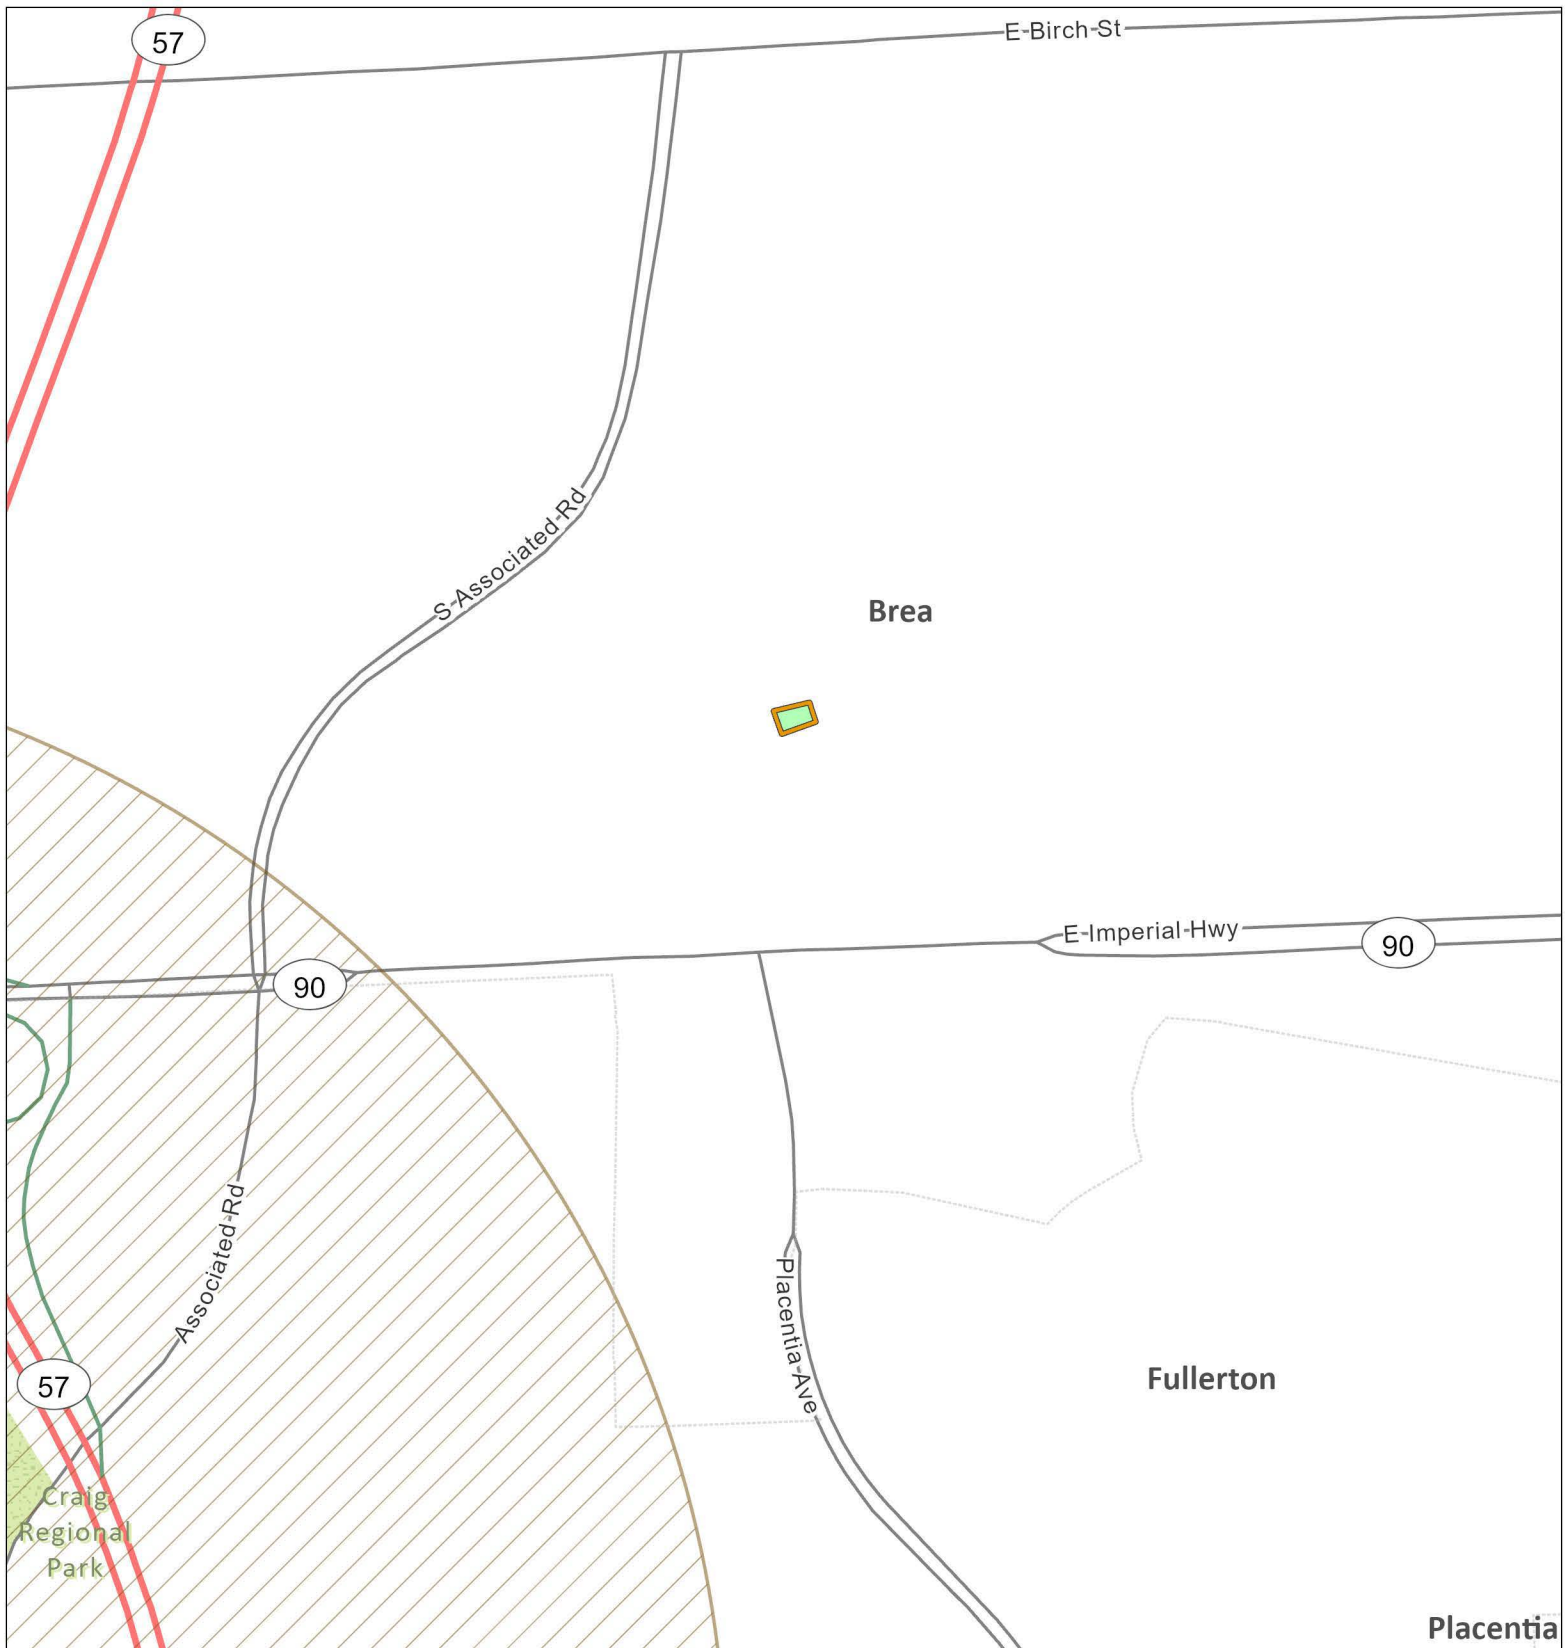 57
E Birch St
S Associated Rd
Brea
E Imperial Hwy
90
90
Associated Rd
Placentia Ave
57
Fullerton
Craig
Regional
Park
Placentia